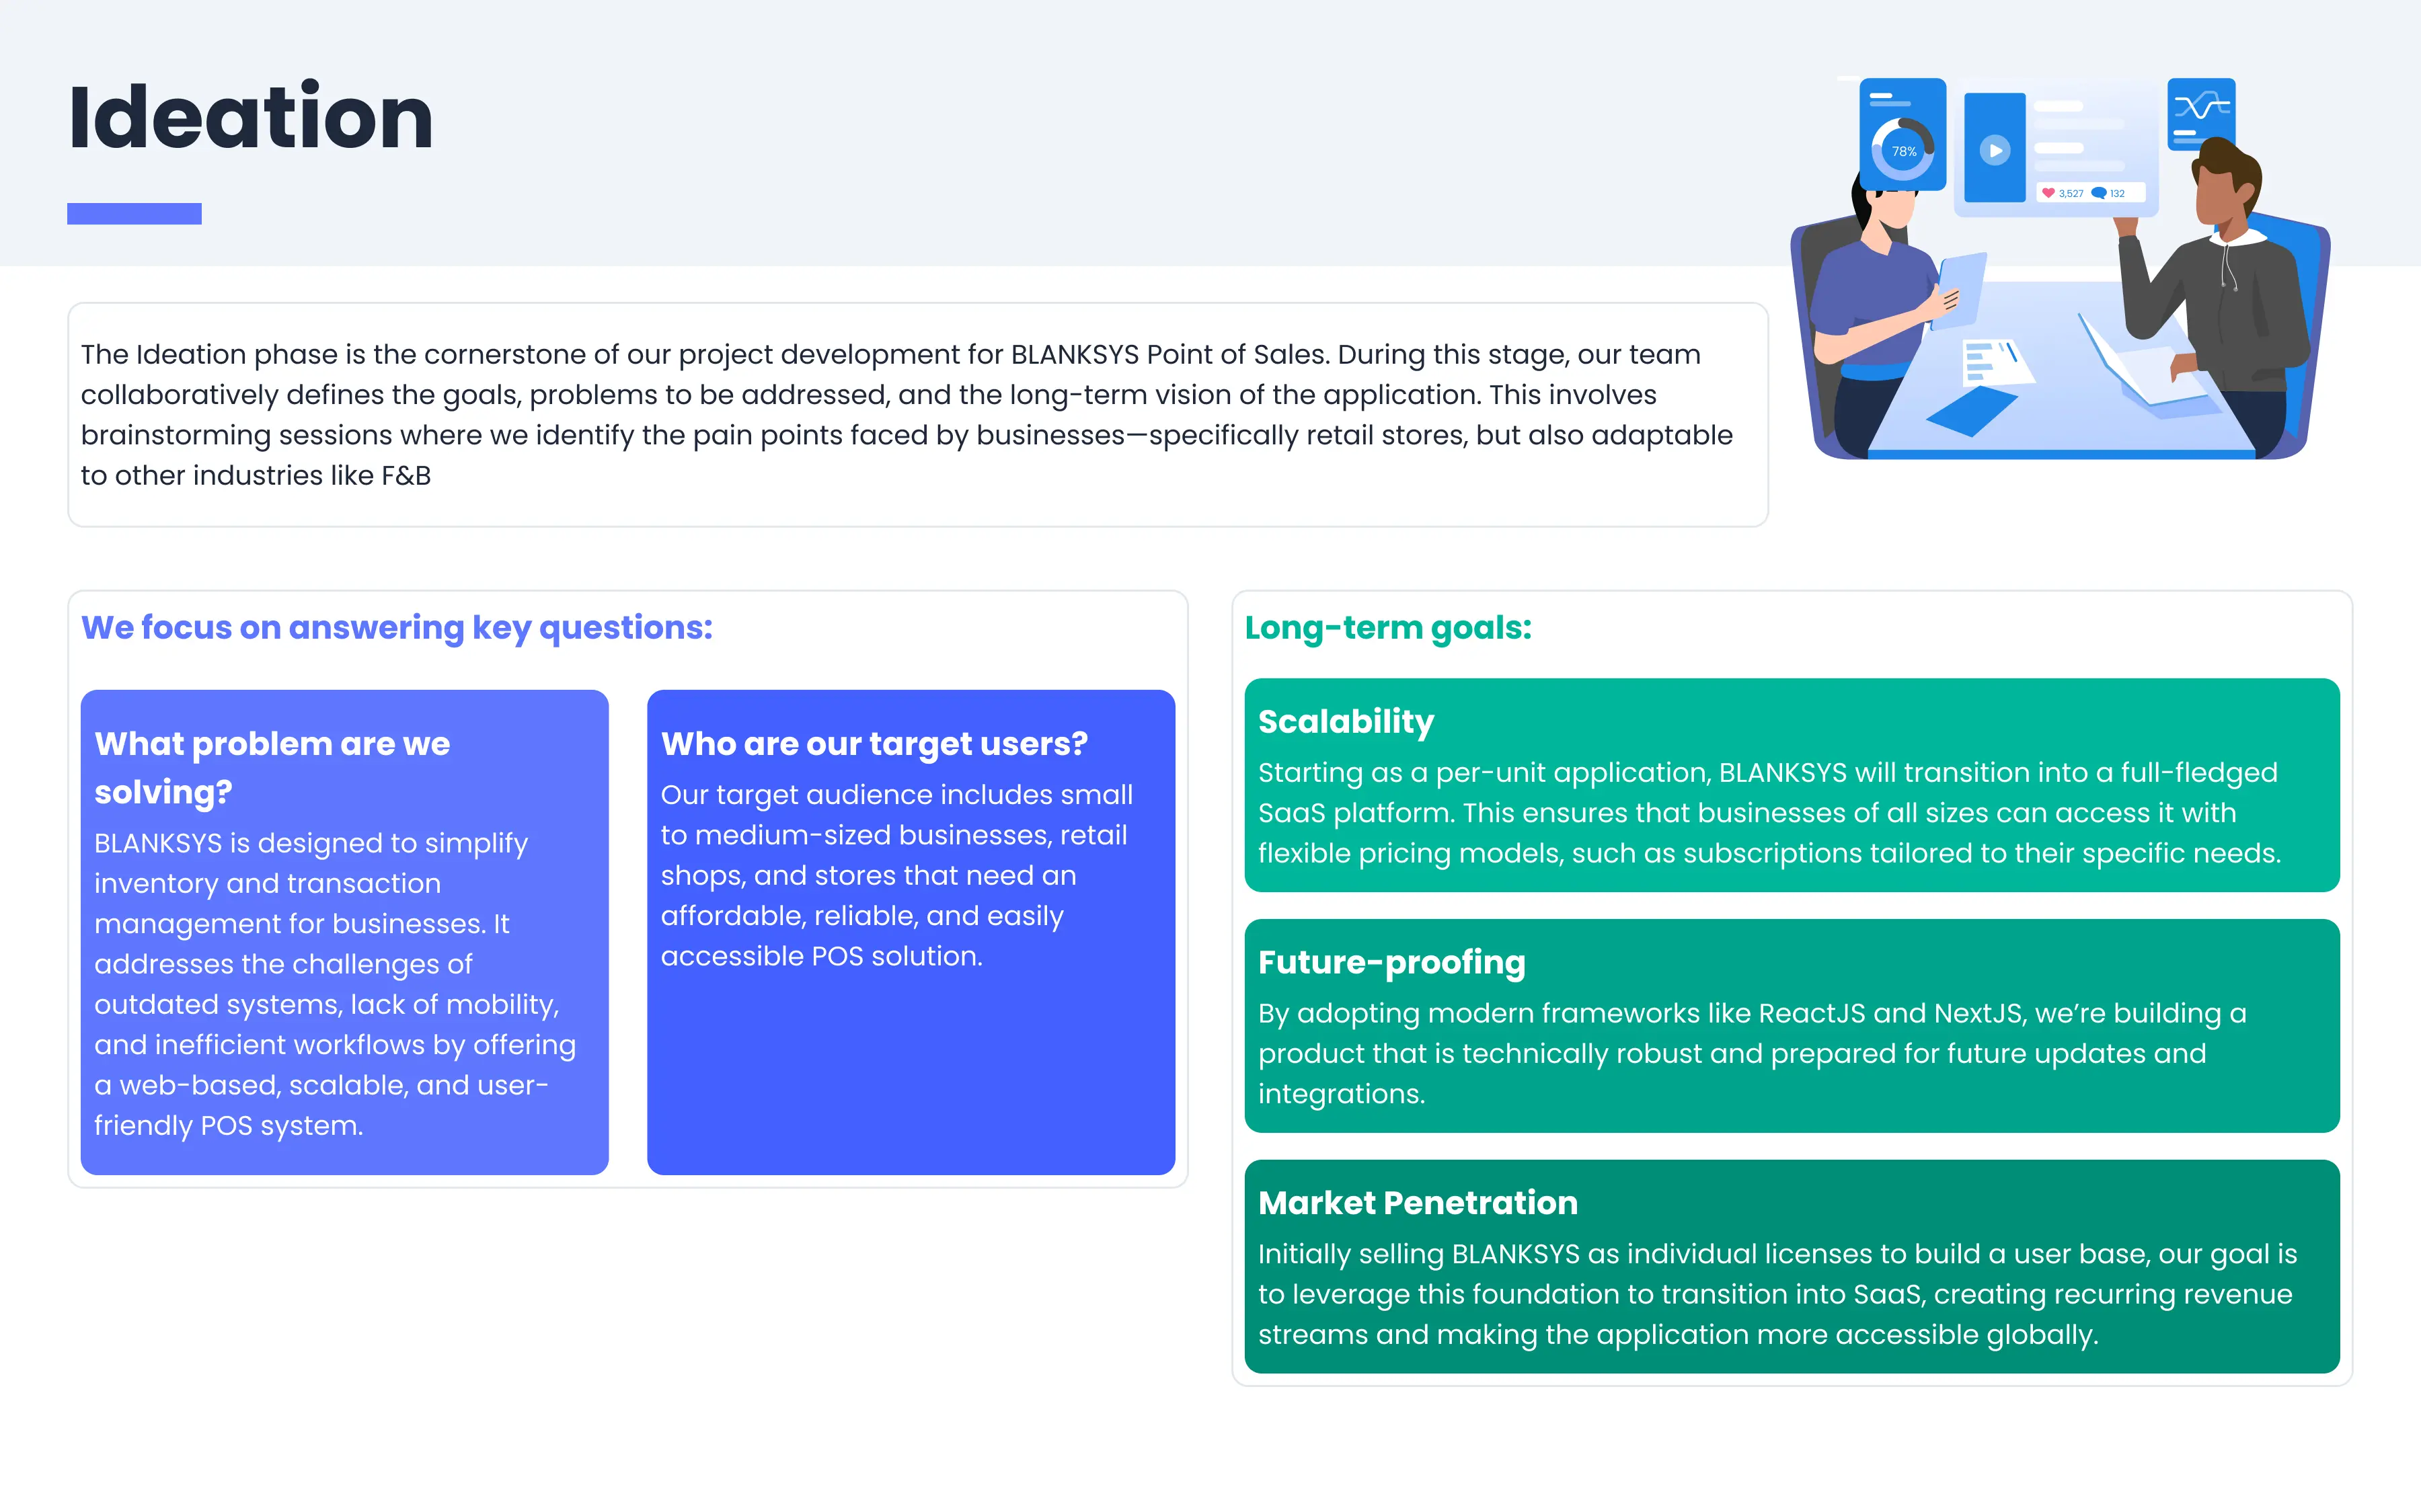 Ideation
78%
3,527
132
The Ideation phase is the cornerstone of our project development for BLANKSYS Point of Sales. During this stage, our team
collaboratively defines the goals, problems to be addressed, and the long-term vision of the application. This involves
brainstorming sessions where we identify the pain points faced by businesses—specifically retail stores, but also adaptable
to other industries like F&B
We focus on answering key questions:
What problem are we
solving?
BLANKSYS is designed to simplify
inventory and transaction
management for businesses. It
addresses the challenges of
outdated systems, lack of mobility,
and inefficient workflows by offering
a web-based, scalable, and user-
friendly POS system.
Who are our target users?
Our target audience includes small
to medium-sized businesses, retail
shops, and stores that need an
affordable, reliable, and easily
accessible POS solution.
Long-term goals:
Scalability
Starting as a per-unit application, BLANKSYS will transition into a full-fledged
SaaS platform. This ensures that businesses of all sizes can access it with
flexible pricing models, such as subscriptions tailored to their specific needs.
Future-proofing
By adopting modern frameworks like ReactJS and NextJS, we’re building a
product that is technically robust and prepared for future updates and
integrations.
Market Penetration
Initially selling BLANKSYS as individual licenses to build a user base, our goal is
to leverage this foundation to transition into SaaS, creating recurring revenue
streams and making the application more accessible globally.